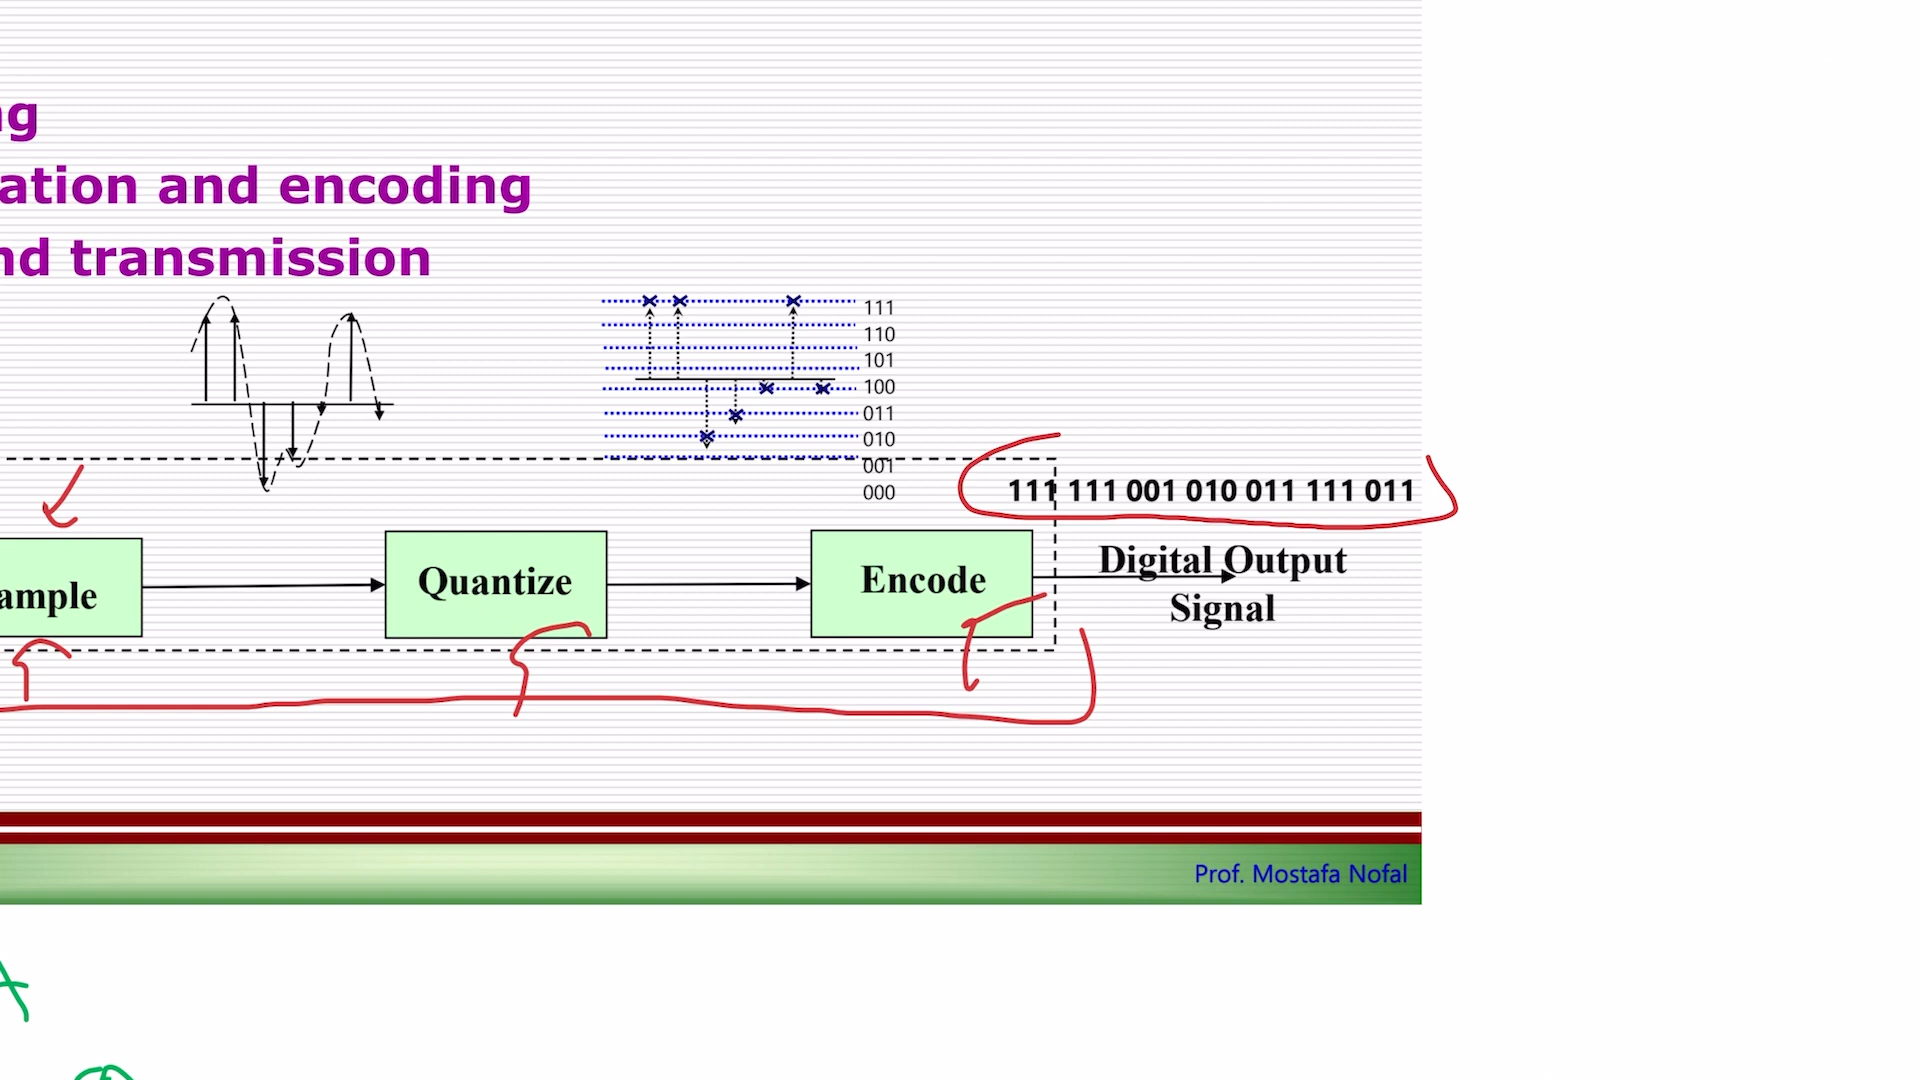 ng
ation and encoding
nd transmission
111
110
101
100
011
010
001
000
111 111 001 010 011 111 011
ample
Quantize
Encode
Digital Output
Signal
Prof. Mostafa Nofal
A